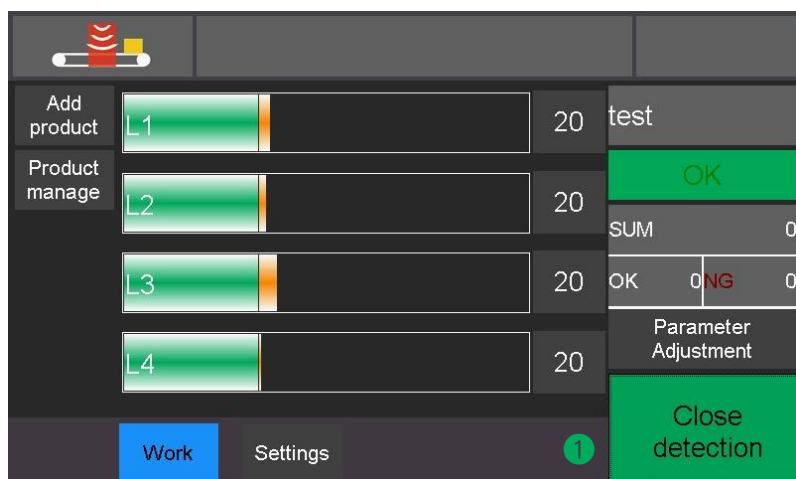 Add
product
Product
manage
L1
20
L2
20
L3
20
L4
20
test
OK
SUM 0
OK 0 NG 0
Parameter
Adjustment
Close
detection
Work
Settings
1